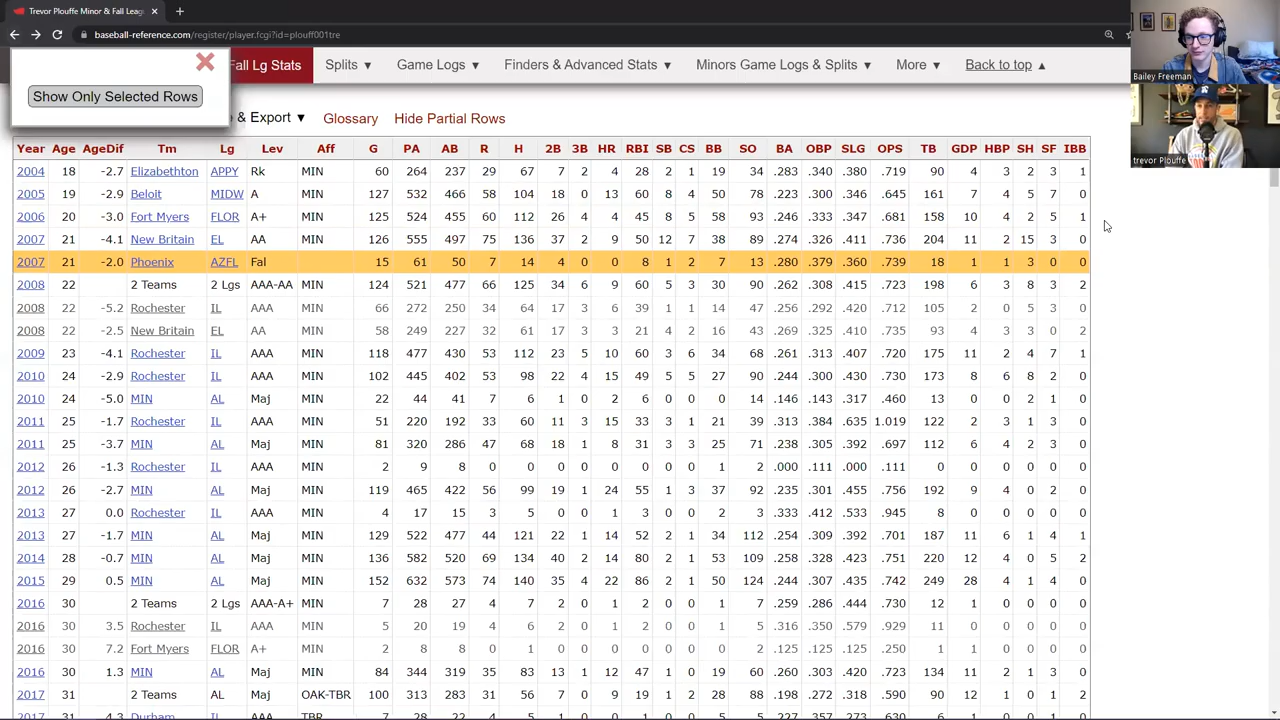 Trevor Plouffe Minor & Fall Leag
baseball-reference.com/register/player.fcgi?id=plouff001tre
Fall Lg Stats Splits ▼ Game Logs ▼ Finders & Advanced Stats ▼ Minors Game Logs & Splits ▼ More ▼ Back to top ▲
Bailey Freeman
Show Only Selected Rows
& Export ▼ Glossary Hide Partial Rows
Year Age AgeDif Tm Lg Lev Aff G PA AB R H 2B 3B HR RBI SB CS BB SO BA OBP SLG OPS TB GDP HBP SH SF IBB
trevor Plouffe
2004 18 -2.7 Elizabethton APPY Rk MIN 60 264 237 29 67 7 2 4 28 2 1 19 34 .283 .340 .380 .719 90 4 3 2 3 1
2005 19 -2.9 Beloit MIDW A MIN 127 532 466 58 104 18 0 13 60 8 4 50 78 .223 .300 .346 .645 161 7 4 5 7 0
2006 20 -3.0 Fort Myers FLOR A+ MIN 125 524 455 60 112 26 4 4 45 8 5 58 93 .246 .333 .347 .681 158 10 4 2 5 1
2007 21 -4.1 New Britain EL AA MIN 126 555 497 75 136 37 2 9 50 12 7 38 89 .274 .326 .411 .736 204 11 2 15 3 0
2007 21 -2.0 Phoenix AZFL Fal 15 61 50 7 14 4 0 0 8 1 2 7 13 .280 .379 .360 .739 18 1 1 3 0 0
2008 22 2 Teams 2 Lgs AAA-AA MIN 124 521 477 66 125 34 6 9 60 5 3 30 90 .262 .308 .415 .723 198 6 3 8 3 2
2008 22 -5.2 Rochester IL AAA MIN 66 272 250 34 64 17 3 6 39 1 1 14 47 .256 .292 .420 .712 105 2 0 5 3 0
2008 22 -2.5 New Britain EL AA MIN 58 249 227 32 61 17 3 3 21 4 2 16 43 .269 .325 .410 .735 93 4 3 3 0 2
2009 23 -4.1 Rochester IL AAA MIN 118 477 430 53 112 23 5 10 60 3 6 34 68 .261 .313 .407 .720 175 11 2 4 7 1
2010 24 -2.9 Rochester IL AAA MIN 102 445 402 53 98 22 4 15 49 5 5 27 90 .244 .300 .430 .730 173 8 6 8 2 0
2010 24 -5.0 MIN AL Maj MIN 22 44 41 7 6 1 0 2 6 0 0 0 14 .146 .143 .317 .460 13 0 0 2 1 0
2011 25 -1.7 Rochester IL AAA MIN 51 220 192 33 60 11 3 15 33 3 1 21 39 .313 .384 .635 1.019 122 2 3 1 3 0
2011 25 -3.7 MIN AL Maj MIN 81 320 286 47 68 18 1 8 31 3 3 25 71 .238 .305 .392 .697 112 6 4 2 3 0
2012 26 -1.3 Rochester IL AAA MIN 2 9 8 0 0 0 0 0 0 0 0 1 2 .000 .111 .000 .111 0 0 0 0 0 0
2012 26 -2.7 MIN AL Maj MIN 119 465 422 56 99 19 1 24 55 1 3 37 92 .235 .301 .455 .756 192 9 4 0 2 0
2013 27 0.0 Rochester IL AAA MIN 4 17 15 3 5 0 0 1 3 0 0 2 3 .333 .412 .533 .945 8 0 0 0 0 0
2013 27 -1.7 MIN AL Maj MIN 129 522 477 44 121 22 1 14 52 2 1 34 112 .254 .309 .392 .701 187 11 6 1 4 1
2014 28 -0.7 MIN AL Maj MIN 136 582 520 69 134 40 2 14 80 2 1 53 109 .258 .328 .423 .751 220 12 4 0 5 2
2015 29 0.5 MIN AL Maj MIN 152 632 573 74 140 35 4 22 86 2 1 50 124 .244 .307 .435 .742 249 28 4 1 4 0
2016 30 2 Teams 2 Lgs AAA-A+ MIN 7 28 27 4 7 2 0 1 2 0 0 1 7 .259 .286 .444 .730 12 1 0 0 0 0
2016 30 3.5 Rochester IL AAA MIN 5 20 19 4 6 2 0 1 2 0 0 1 5 .316 .350 .579 .929 11 0 0 0 0 0
2016 30 7.2 Fort Myers FLOR A+ MIN 2 8 8 0 1 0 0 0 0 0 0 0 2 .125 .125 .125 .250 1 1 0 0 0 0
2016 30 1.3 MIN AL Maj MIN 84 344 319 35 83 13 1 12 47 1 0 19 60 .260 .303 .420 .723 134 11 2 1 3 0
2017 31 2 Teams AL Maj OAK-TBR 100 313 283 31 56 7 0 9 19 1 2 28 88 .198 .272 .318 .590 90 12 1 0 1 2
2017 31 4.3 Durham IL AAA TBR 7 28 22 4 6 5 5 .357 .273 .630